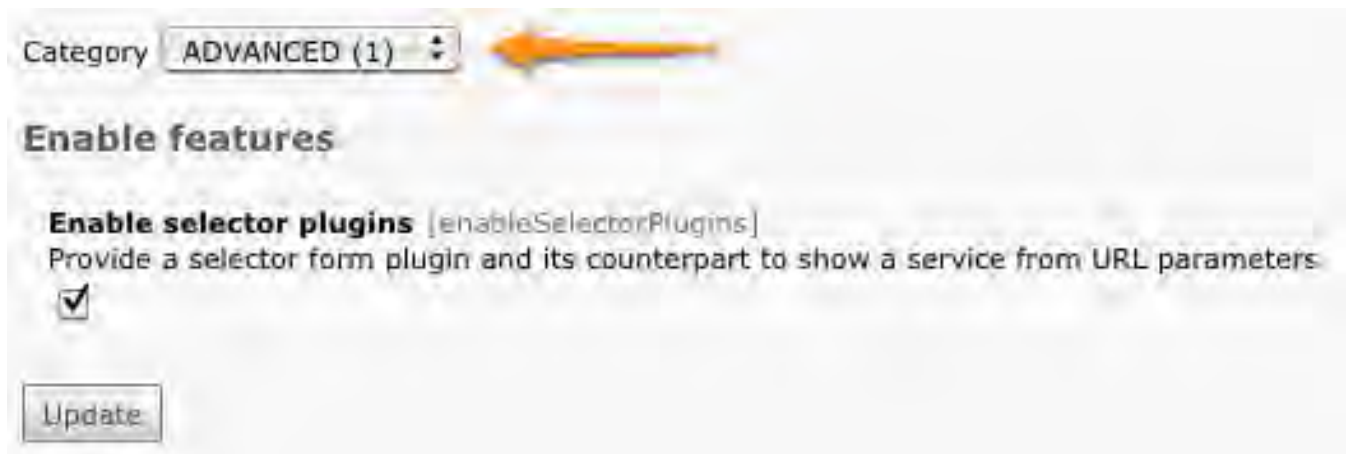 Category ADVANCED (1)
Enable features
Enable selector plugins [enableSelectorPlugins]
Provide a selector form plugin and its counterpart to show a service from URL parameters
Update